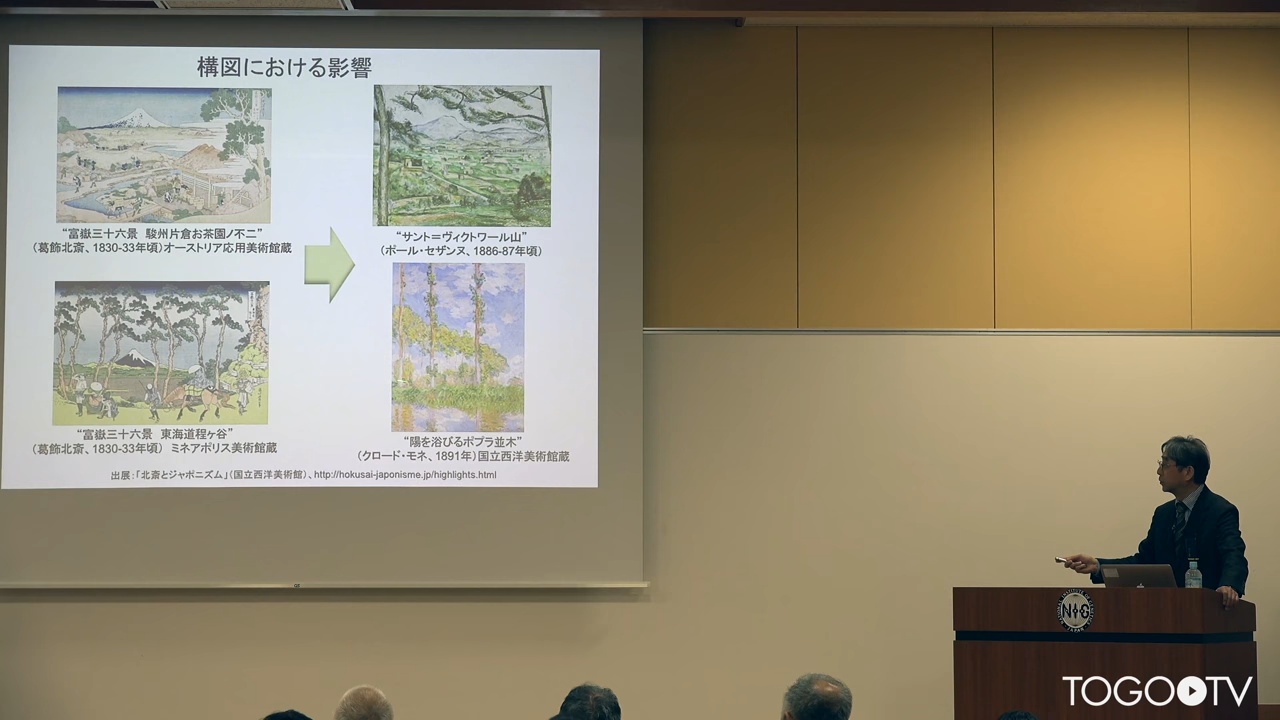 構図における影響
“富嶽三十六景 駿州片倉お茶園ノ不二”
(葛飾北斎、1830-33年頃)オーストリア応用美術館蔵
“サント=ヴィクトワール山”
(ポール・セザンヌ、1886-87年頃)
“富嶽三十六景 東海道程ヶ谷”
(葛飾北斎、1830-33年頃) ミネアポリス美術館蔵
“陽を浴びるポプラ並木”
(クロード・モネ、1891年)国立西洋美術館蔵
出展:「北斎とジャポニズム」(国立西洋美術館)、http://hokusai-japonisme.jp/highlights.html
NIG
JAPAN
TOGOTV